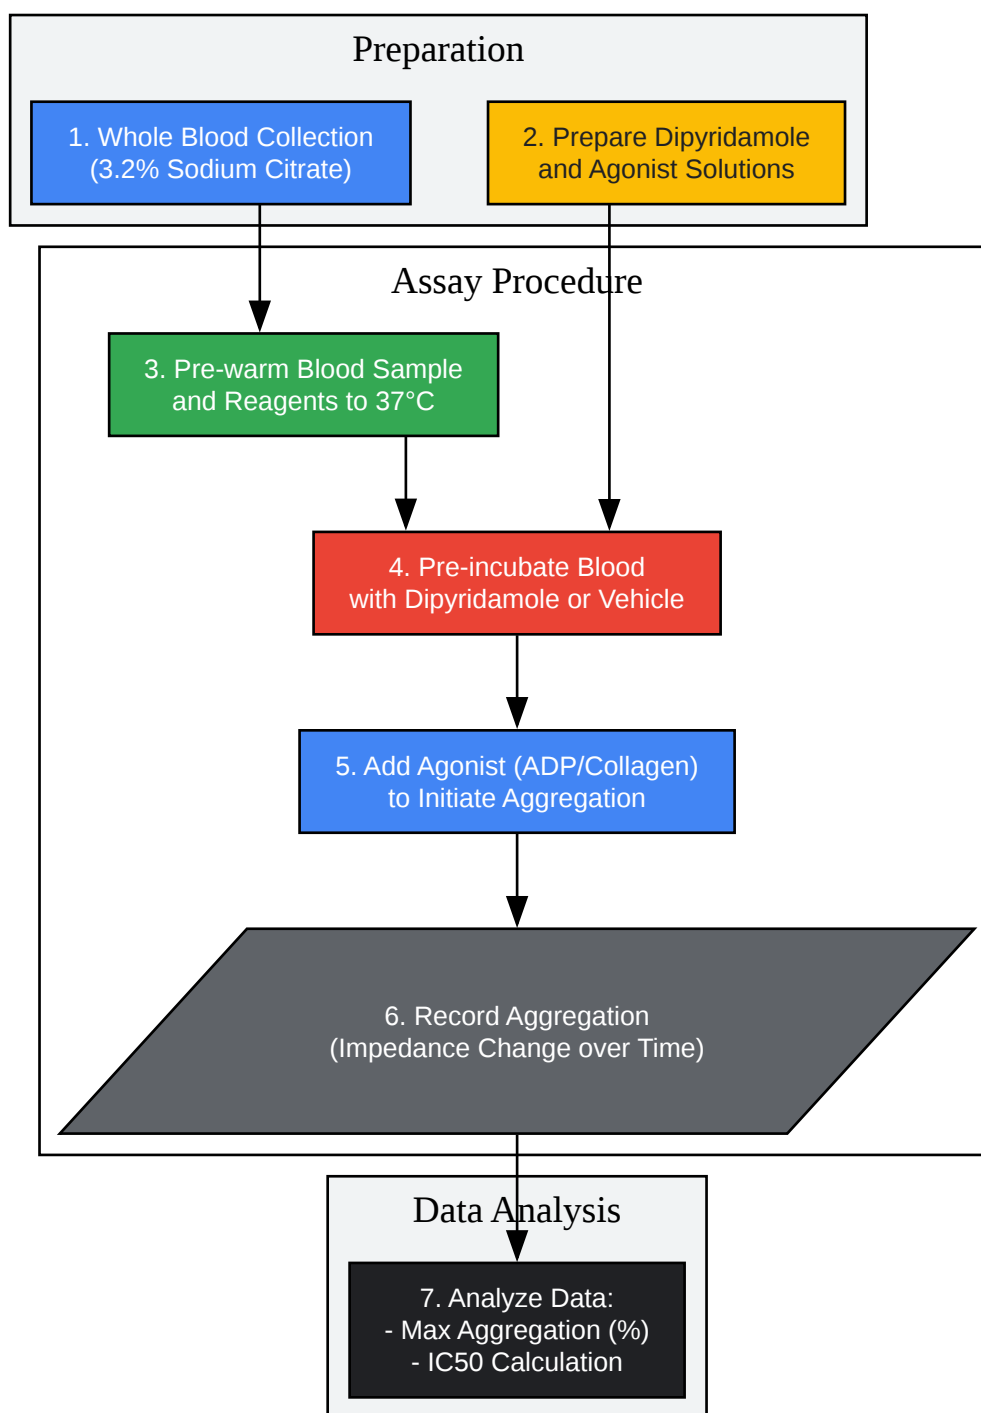 Preparation
1. Whole Blood Collection
(3.2% Sodium Citrate)
2. Prepare Dipyridamole
and Agonist Solutions
Assay Procedure
3. Pre-warm Blood Sample
and Reagents to 37°C
4. Pre-incubate Blood
with Dipyridamole or Vehicle
5. Add Agonist (ADP/Collagen)
to Initiate Aggregation
6. Record Aggregation
(Impedance Change over Time)
Data Analysis
7. Analyze Data:
- Max Aggregation (%)
- IC50 Calculation